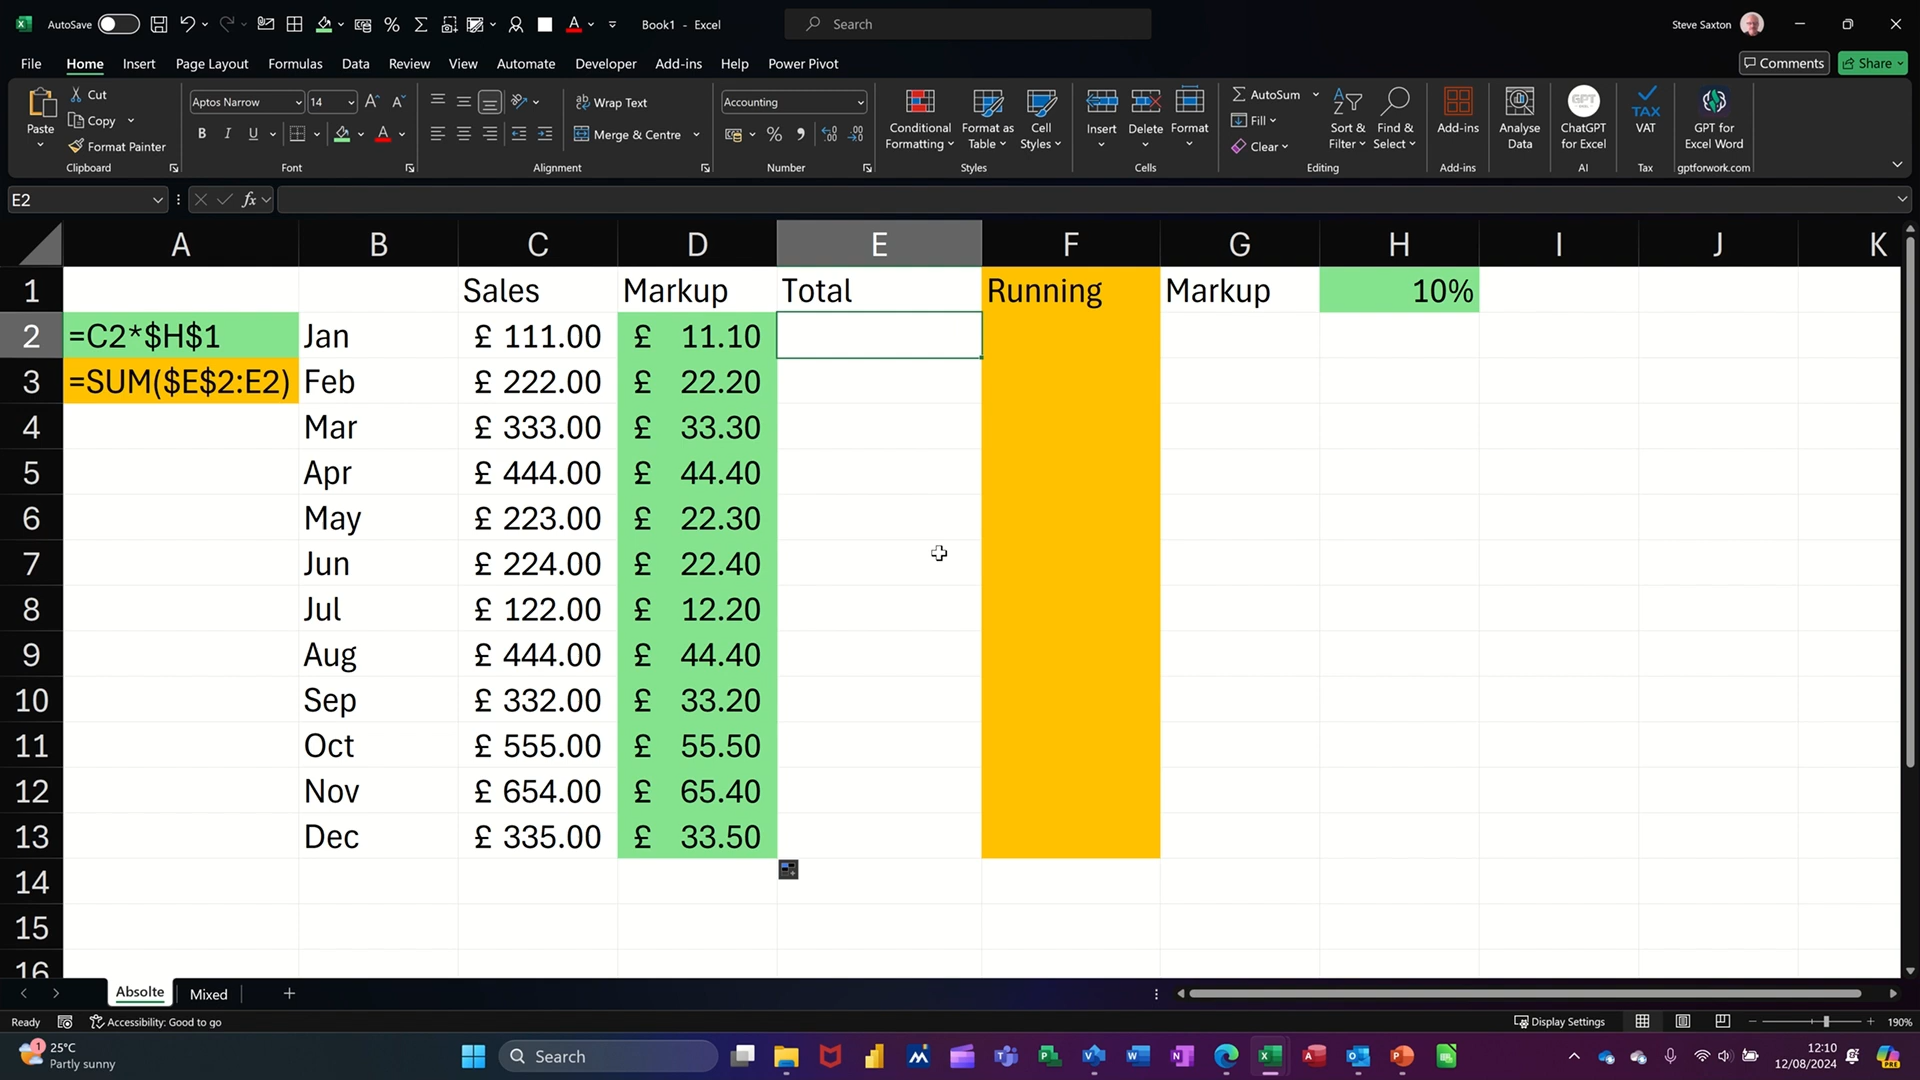 AutoSave
Book1 - Excel
Search
Steve Saxton
File Home Insert Page Layout Formulas Data Review View Automate Developer Add-ins Help Power Pivot
Comments Share
Paste
Cut
Copy
Format Painter
Clipboard
Aptos Narrow 14
B I U
Font
Wrap Text
Merge & Centre
Alignment
Accounting
Number
Conditional Formatting
Format as Table
Cell Styles
Styles
Insert Delete Format
Cells
AutoSum
Fill
Clear
Sort & Filter
Find & Select
Editing
Add-ins
Add-ins
Analyse Data
GPT
ChatGPT for Excel
AI
TAX
VAT
Tax
GPT for Excel Word
gptforwork.com
E2 fx
A B C D E F G H I J K
1 Sales Markup Total Running Markup 10%
2 =C2*$H$1 Jan £ 111.00 £ 11.10
3 =SUM($E$2:E2) Feb £ 222.00 £ 22.20
4 Mar £ 333.00 £ 33.30
5 Apr £ 444.00 £ 44.40
6 May £ 223.00 £ 22.30
7 Jun £ 224.00 £ 22.40
8 Jul £ 122.00 £ 12.20
9 Aug £ 444.00 £ 44.40
10 Sep £ 332.00 £ 33.20
11 Oct £ 555.00 £ 55.50
12 Nov £ 654.00 £ 65.40
13 Dec £ 335.00 £ 33.50
14
15
16
Absolte Mixed
Ready Accessibility: Good to go Display Settings 190%
1
25°C
Partly sunny
Search
12:10
12/08/2024
PRE